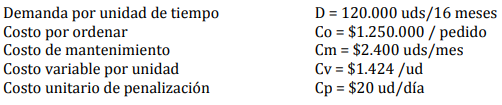 Demanda por unidad de tiempo D = 120.000 uds/16 meses
Costo por ordenar Co = $1.250.000 / pedido
Costo de mantenimiento Cm = $2.400 uds/mes
Costo variable por unidad Cv = $1.424 /ud
Costo unitario de penalización Cp = $20 ud/día